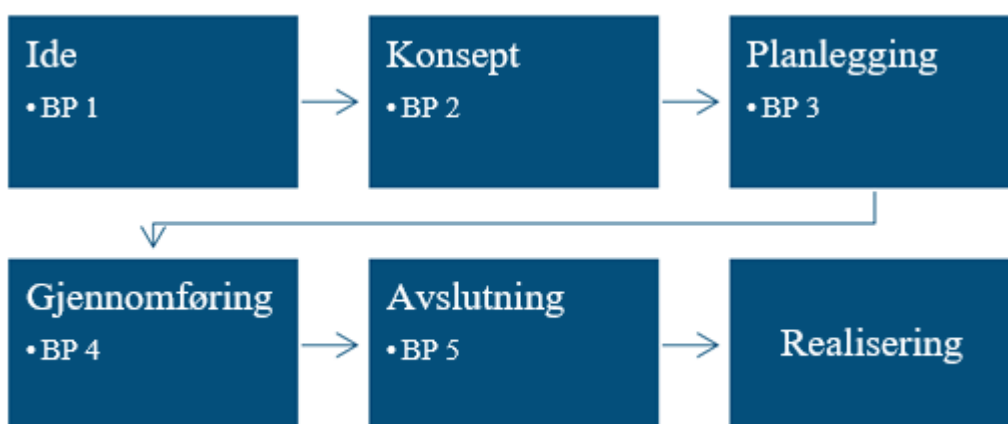 Ide
• BP 1
Konsept
• BP 2
Planlegging
• BP 3
Gjennomføring
• BP 4
Avslutning
• BP 5
Realisering